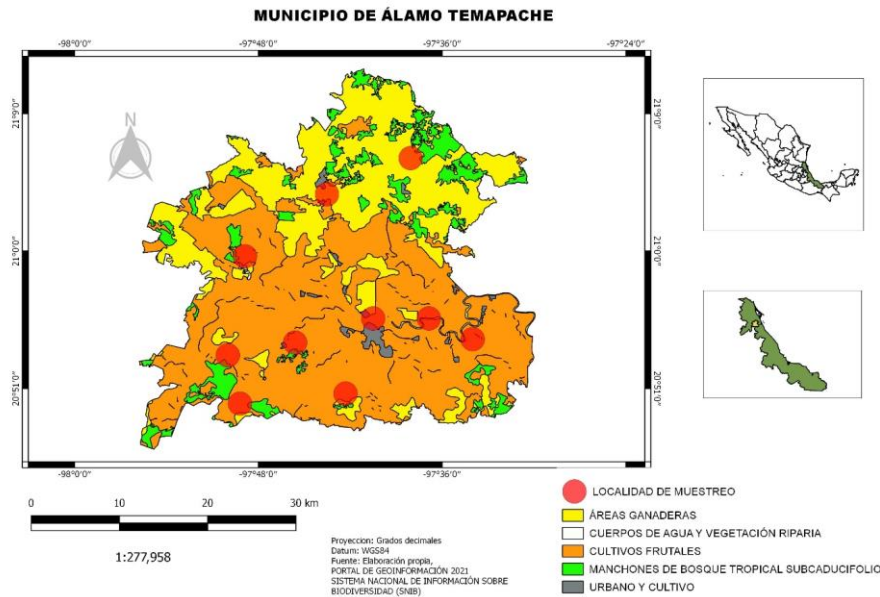 MUNICIPIO DE ÁLAMO TEMAPACHE
-98°0'0" -97°48'0" -97°36'0" -97°24'0"
N
21°9'0" 21°9'0"
21°0'0" 21°0'0"
20°51'0" 20°51'0"
-98°0'0" -97°48'0" -97°36'0" -97°24'0"
0 10 20 30 km
1:277,958
Proyeccion: Grados decimales
Datum: WGS84
Fuente: Elaboración propia,
PORTAL DE GEOINFORMACIÓN 2021
SISTEMA NACIONAL DE INFORMACIÓN SOBRE
BIODIVERSIDAD (SNIB)
LOCALIDAD DE MUESTREO
ÁREAS GANADERAS
CUERPOS DE AGUA Y VEGETACIÓN RIPARIA
CULTIVOS FRUTALES
MANCHONES DE BOSQUE TROPICAL SUBCADUCIFOLIO
URBANO Y CULTIVO